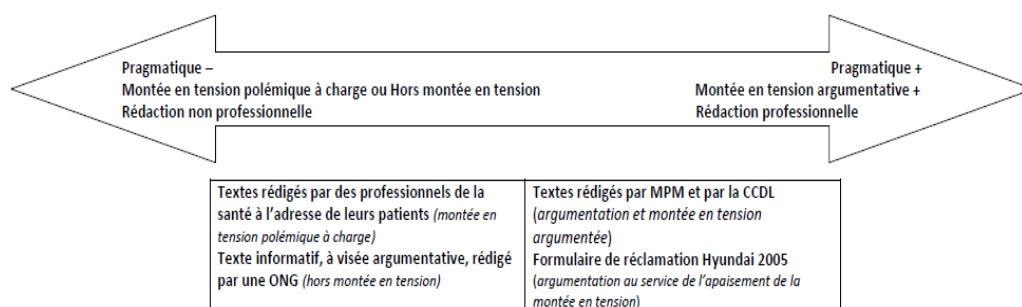 Pragmatique –
Montée en tension polémique à charge ou Hors montée en tension
Rédaction non professionnelle
Pragmatique +
Montée en tension argumentative +
Rédaction professionnelle
Textes rédigés par des professionnels de la
santé à l'adresse de leurs patients (montée en
tension polémique à charge)
Texte informatif, à visée argumentative, rédigé
par une ONG (hors montée en tension)
Textes rédigés par MPM et par la CCDL
(argumentation et montée en tension
argumentée)
Formulaire de réclamation Hyundai 2005
(argumentation au service de l'apaisement de la
montée en tension)